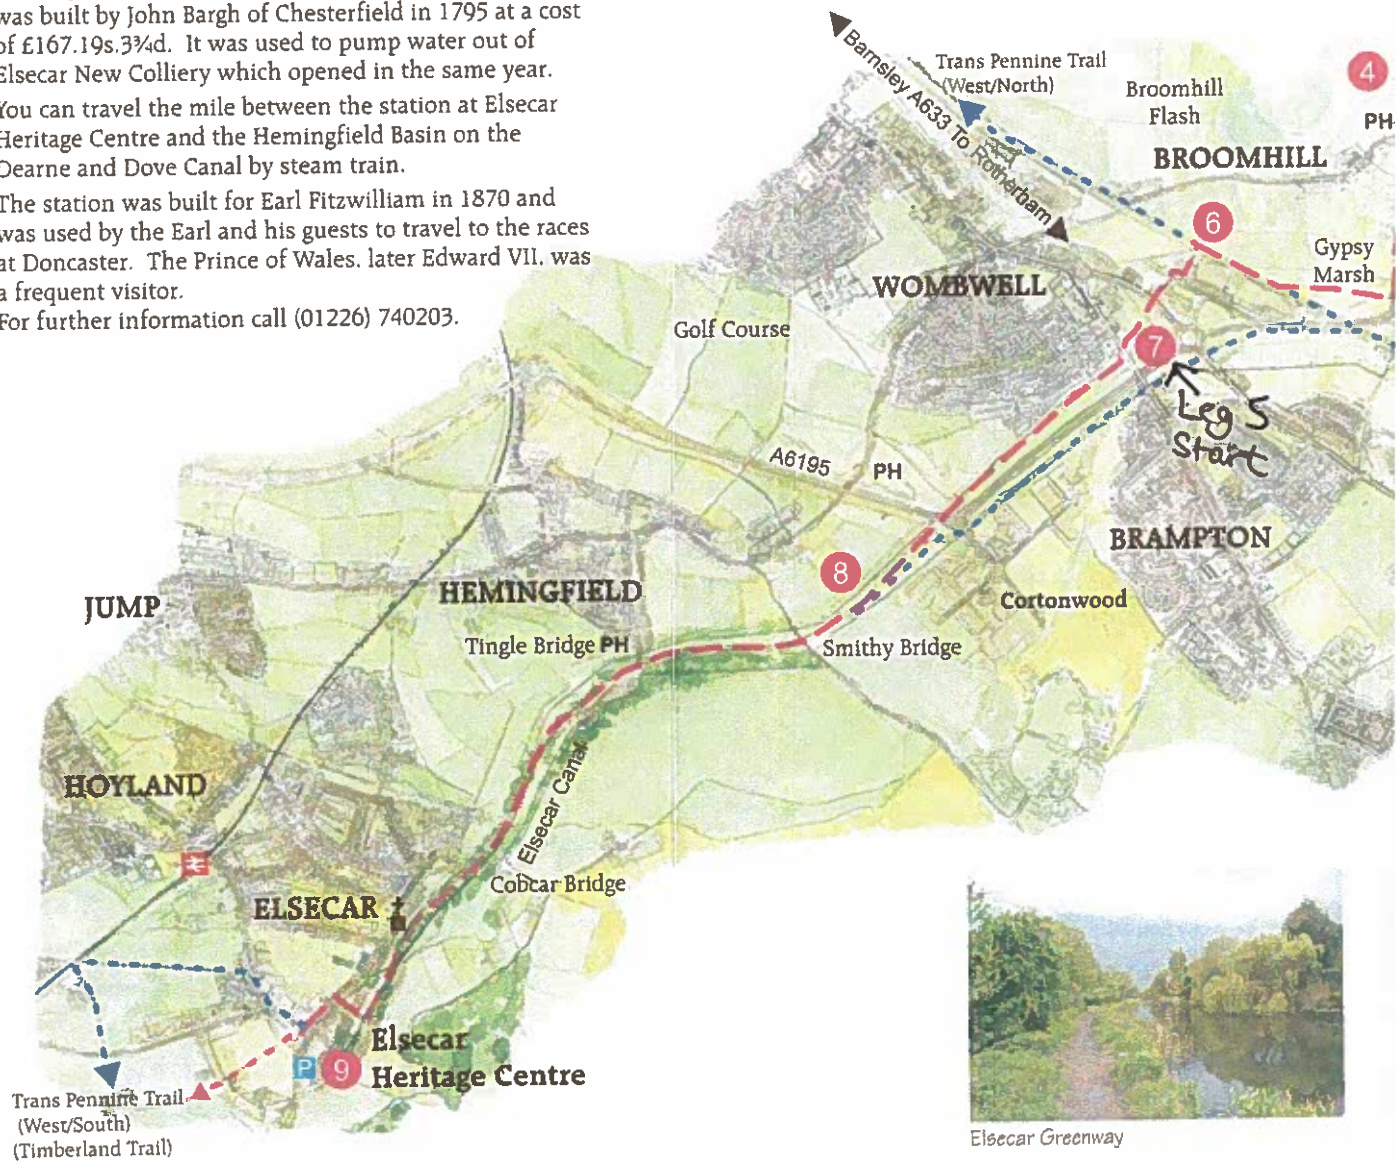 was built by John Bargh of Chesterfield in 1795 at a cost
of £167.19s.3¾d. It was used to pump water out of
Elsecar New Colliery which opened in the same year.
You can travel the mile between the station at Elsecar
Heritage Centre and the Hemingfield Basin on the
Dearne and Dove Canal by steam train.
The station was built for Earl Fitzwilliam in 1870 and
was used by the Earl and his guests to travel to the races
at Doncaster. The Prince of Wales, later Edward VII, was
a frequent visitor.
For further information call (01226) 740203.
Barnsley A633 To Rotherham
Trans Pennine Trail
(West/North)
Broomhill
Flash
4
PH
BROOMHILL
6
Gypsy
Marsh
WOMBWELL
Golf Course
7
Leg 5
Start
A6195
PH
BRAMPTON
8
HEMINGFIELD
Cortonwood
JUMP
Tingle Bridge PH
Smithy Bridge
HOYLAND
Elsecar Canal
Cobcar Bridge
ELSECAR
Elsecar
Heritage Centre
P
9
Trans Pennine Trail
(West/South)
(Timberland Trail)
Elsecar Greenway